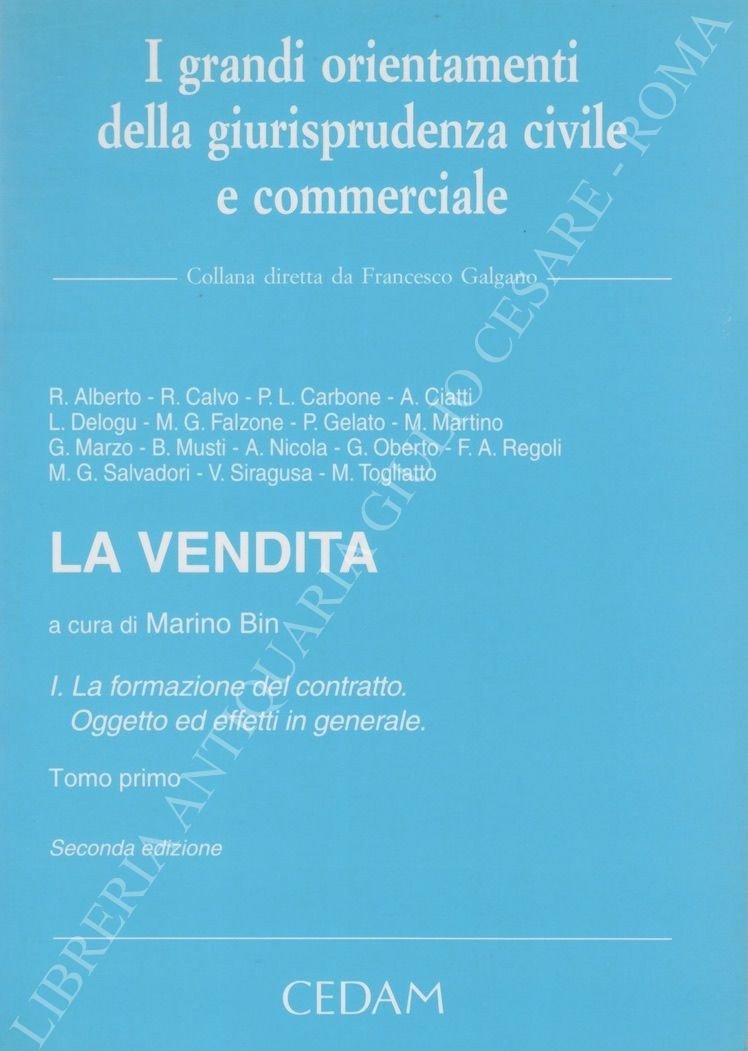 I grandi orientamenti
della giurisprudenza civile
e commerciale
Collana diretta da Francesco Galgano
R. Alberto - R. Calvo - P. L. Carbone - A. Ciatti
L. Delogu - M. G. Falzone - P. Gelato - M. Martino
G. Marzo - B. Musti - A. Nicola - G. Oberto - F. A. Regoli
M. G. Salvadori - V. Siragusa - M. Togliatto
LA VENDITA
a cura di Marino Bin
I. La formazione del contratto.
Oggetto ed effetti in generale.
Tomo primo
Seconda edizione
CEDAM
LIBRERIA ANTIQUARIA GIULIO CESARE - ROMA